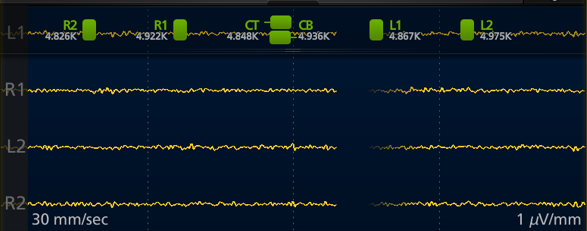 R2 R1 CT CB L1 L2
L1 4.826K 4.922K 4.848K 4.936K 4.867K 4.975K
R1
L2
R2
30 mm/sec 1 µV/mm